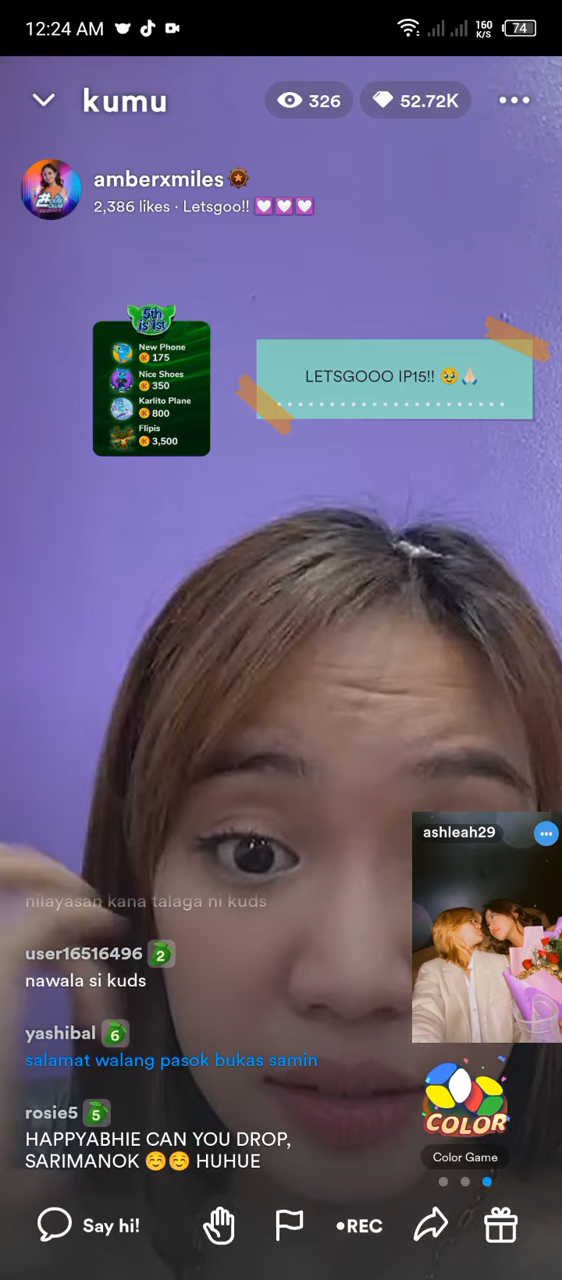 12:24 AM
160
K/S
74
kumu
326
52.72K
amberxmiles
2,386 likes · Letsgoo!! 💟💟💟
5th
is 1st
New Phone
175
Nice Shoes
350
Karlito Plane
800
Flipis
3,500
LETSGOOO IP15!! 🥹🙏🏻
ashleah29
nilayasan kana talaga ni kuds
user16516496 2
nawala si kuds
yashibal 6
salamat walang pasok bukas samin
rosie5 5
HAPPYABHIE CAN YOU DROP,
SARIMANOK ☺️☺️ HUHUE
COLOR
Color Game
Say hi!
•REC